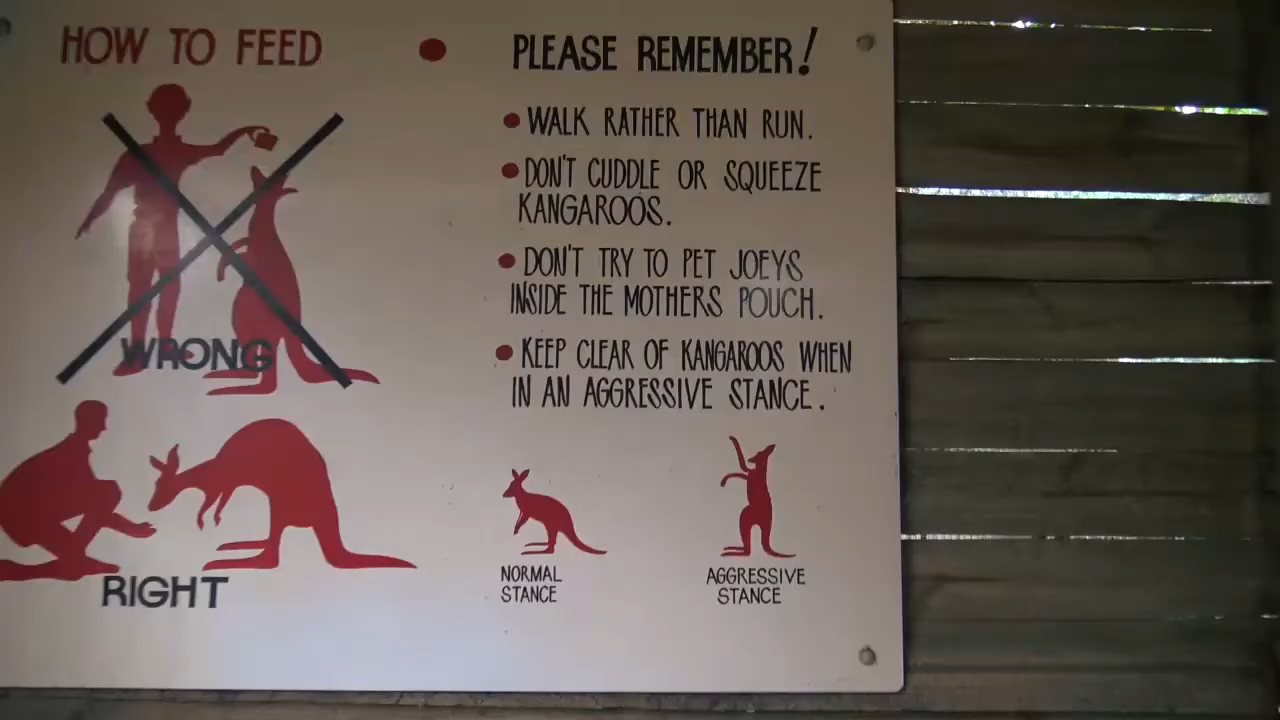 HOW TO FEED
WRONG
RIGHT
PLEASE REMEMBER!
• WALK RATHER THAN RUN.
• DON'T CUDDLE OR SQUEEZE
KANGAROOS.
• DON'T TRY TO PET JOEYS
INSIDE THE MOTHERS POUCH.
• KEEP CLEAR OF KANGAROOS WHEN
IN AN AGGRESSIVE STANCE.
NORMAL
STANCE
AGGRESSIVE
STANCE